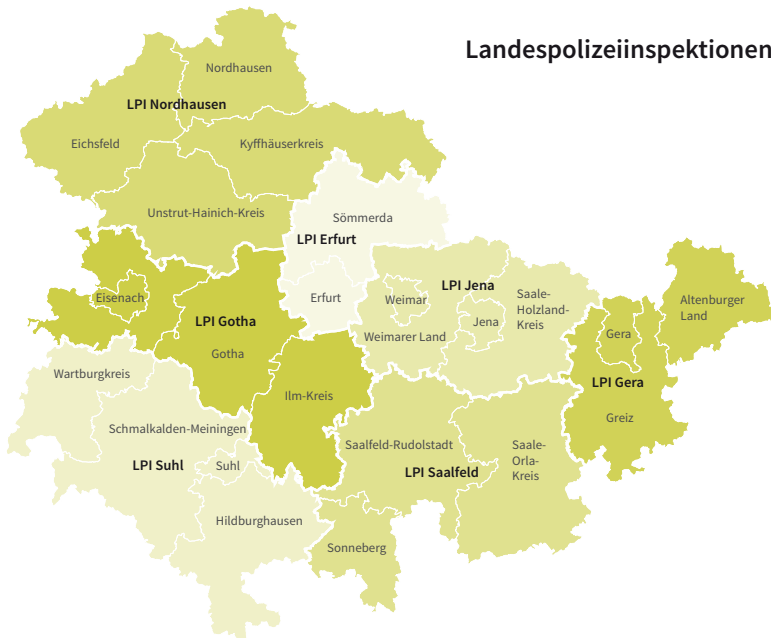 Landespolizeiinspektionen
Nordhausen
LPI Nordhausen
Eichsfeld
Kyffhäuserkreis
Unstrut-Hainich-Kreis
Sömmerda
LPI Erfurt
Erfurt
LPI Jena
Weimar
Saale-
Holzland-
Kreis
Jena
Weimarer Land
Altenburger
Land
Gera
LPI Gera
Greiz
Eisenach
LPI Gotha
Gotha
Ilm-Kreis
Wartburgkreis
Schmalkalden-Meiningen
LPI Suhl
Suhl
Hildburghausen
Saalfeld-Rudolstadt
LPI Saalfeld
Saale-
Orla-
Kreis
Sonneberg